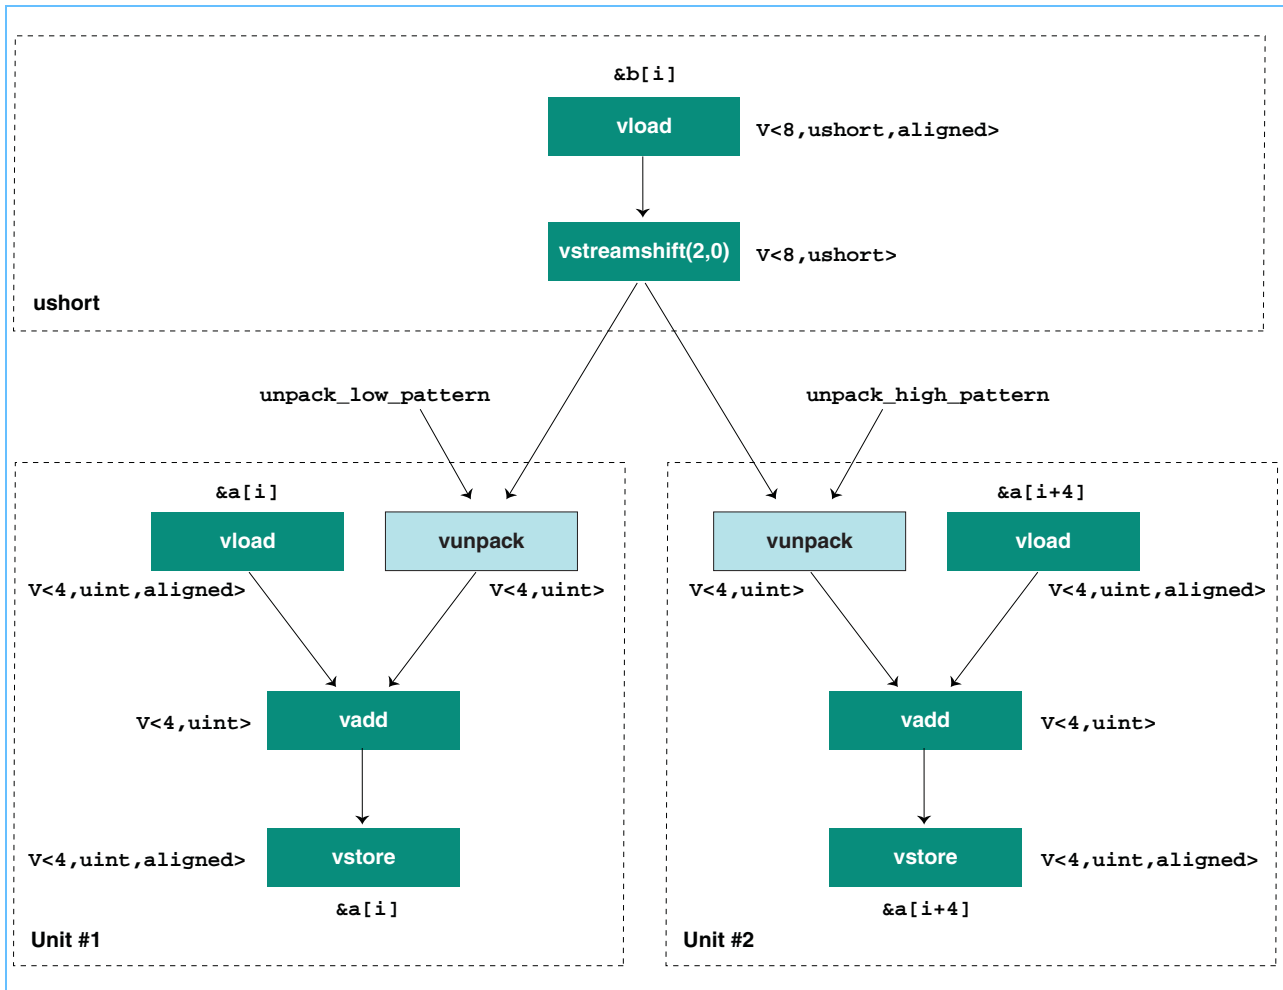 &b[i]
vload
V<8,ushort,aligned>
vstreamshift(2,0)
V<8,ushort>
ushort
unpack_low_pattern
unpack_high_pattern
&a[i]
&a[i+4]
vload
vunpack
vunpack
vload
V<4,uint,aligned>
V<4,uint>
V<4,uint>
V<4,uint,aligned>
V<4,uint>
vadd
vadd
V<4,uint>
V<4,uint,aligned>
vstore
vstore
V<4,uint,aligned>
&a[i]
&a[i+4]
Unit #1
Unit #2